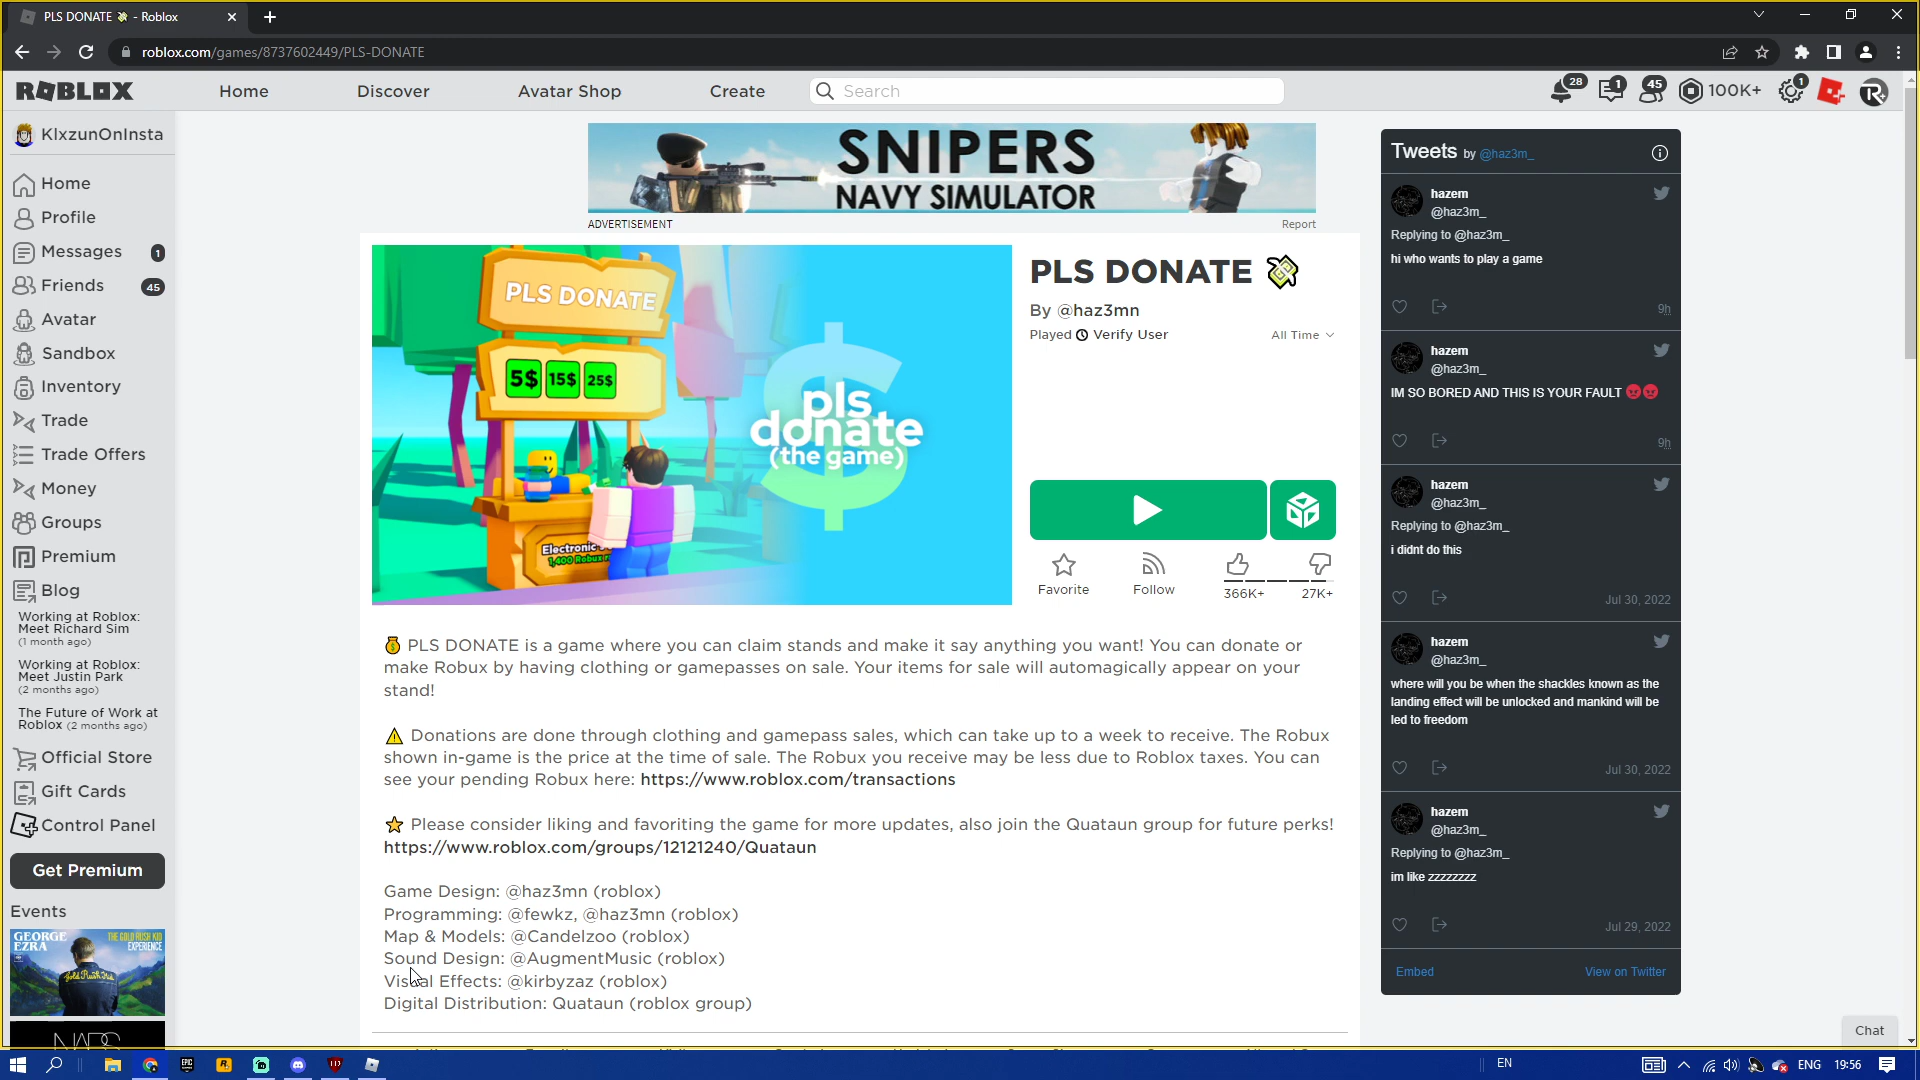 PLS DONATE - Roblox
roblox.com/games/8737602449/PLS-DONATE
ROBLOX
Home
Discover
Avatar Shop
Create
Search
28
1
45
100K+
1
KlxzunOnInsta
Home
Profile
Messages
1
Friends
45
Avatar
Sandbox
Inventory
Trade
Trade Offers
Money
Groups
Premium
Blog
Working at Roblox:
Meet Richard Sim
(1 month ago)
Working at Roblox:
Meet Justin Park
(2 months ago)
The Future of Work at
Roblox (2 months ago)
Official Store
Gift Cards
Control Panel
Get Premium
Events
GEORGE
EZRA
THE GOLD RUSH KID
EXPERIENCE
Gold Rush Kid
NARS
SNIPERS
NAVY SIMULATOR
ADVERTISEMENT
Report
PLS DONATE
5$ 15$ 25$
Electronic
1,400 Robux
pls
donate
(the game)
PLS DONATE
By @haz3mn
Played Verify User
All Time
Favorite
Follow
366K+
27K+
💰 PLS DONATE is a game where you can claim stands and make it say anything you want! You can donate or
make Robux by having clothing or gamepasses on sale. Your items for sale will automagically appear on your
stand!
⚠ Donations are done through clothing and gamepass sales, which can take up to a week to receive. The Robux
shown in-game is the price at the time of sale. The Robux you receive may be less due to Roblox taxes. You can
see your pending Robux here: https://www.roblox.com/transactions
⭐ Please consider liking and favoriting the game for more updates, also join the Quataun group for future perks!
https://www.roblox.com/groups/12121240/Quataun
Game Design: @haz3mn (roblox)
Programming: @fewkz, @haz3mn (roblox)
Map & Models: @Candelzoo (roblox)
Sound Design: @AugmentMusic (roblox)
Visual Effects: @kirbyzaz (roblox)
Digital Distribution: Quataun (roblox group)
Tweets by @haz3m_
hazem
@haz3m_
Replying to @haz3m_
hi who wants to play a game
9h
hazem
@haz3m_
IM SO BORED AND THIS IS YOUR FAULT 😡😡
9h
hazem
@haz3m_
Replying to @haz3m_
i didnt do this
Jul 30, 2022
hazem
@haz3m_
where will you be when the shackles known as the
landing effect will be unlocked and mankind will be
led to freedom
Jul 30, 2022
hazem
@haz3m_
Replying to @haz3m_
im like zzzzzzzz
Jul 29, 2022
Embed
View on Twitter
Chat
EN
ENG
19:56